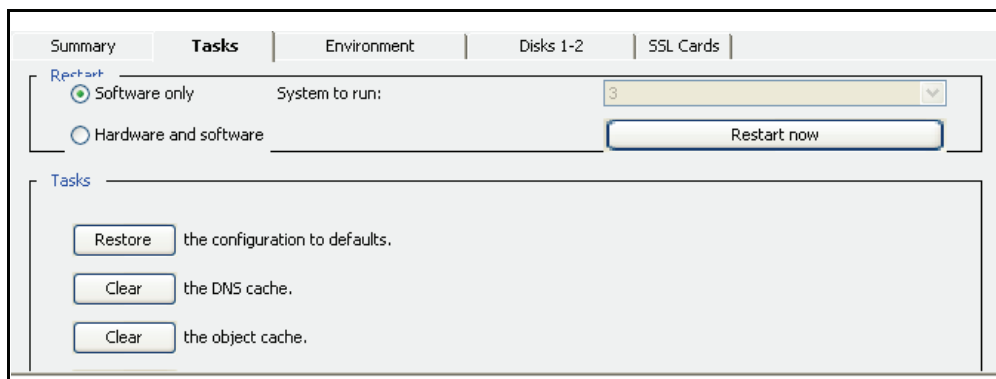 Summary Tasks Environment Disks 1-2 SSL Cards
Restart
Software only System to run: 3
Hardware and software Restart now
Tasks
Restore the configuration to defaults.
Clear the DNS cache.
Clear the object cache.